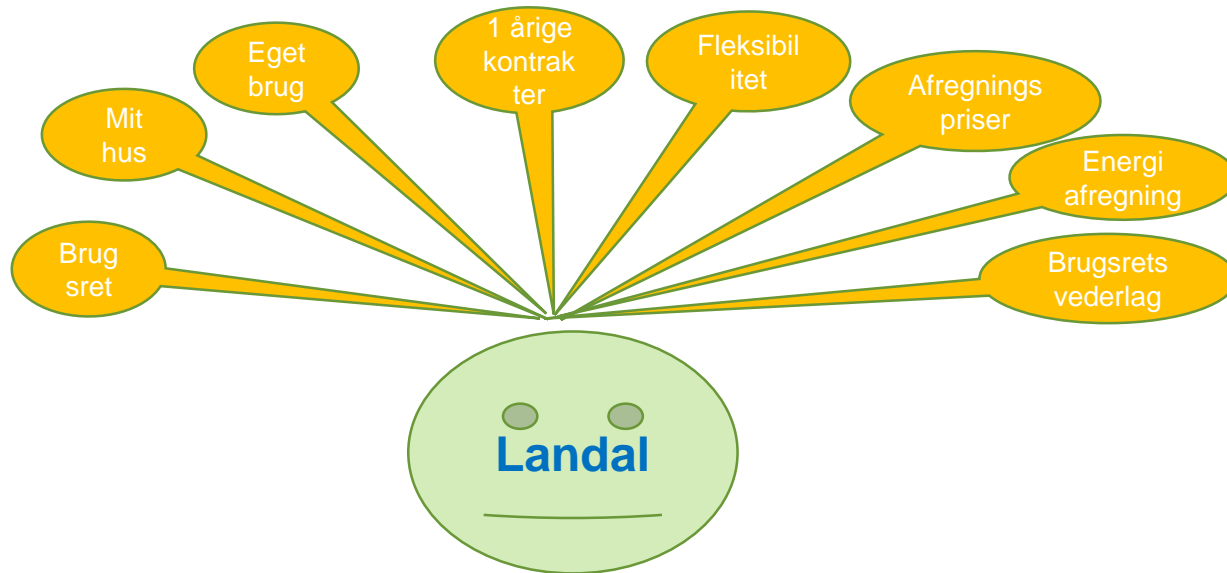 Brug
sret
Mit
hus
Eget
brug
1 årige
kontrak
ter
Fleksibil
itet
Afregnings
priser
Energi
afregning
Brugsrets
vederlag
Landal